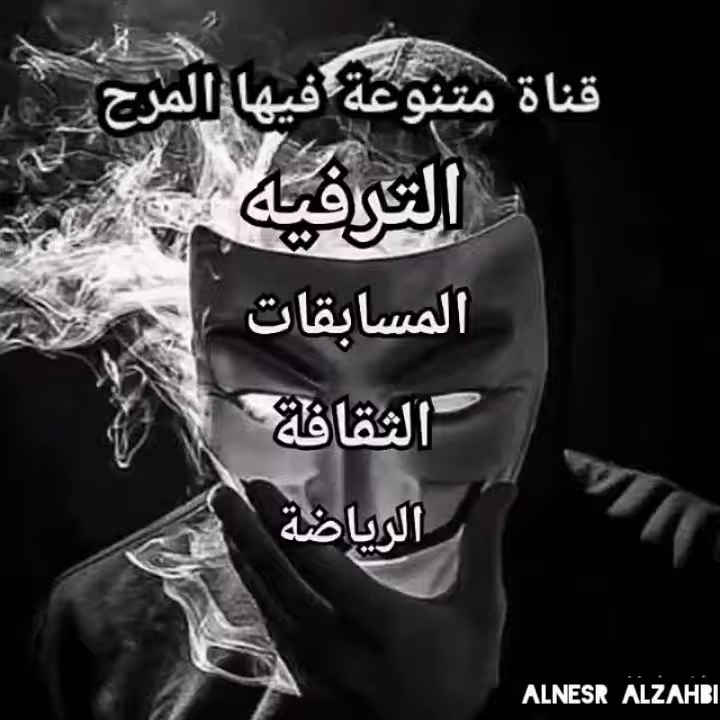 قناة متنوعة فيها المرح
الترفيه
المسابقات
الثقافة
الرياضة
ALNESR ALZAHBI